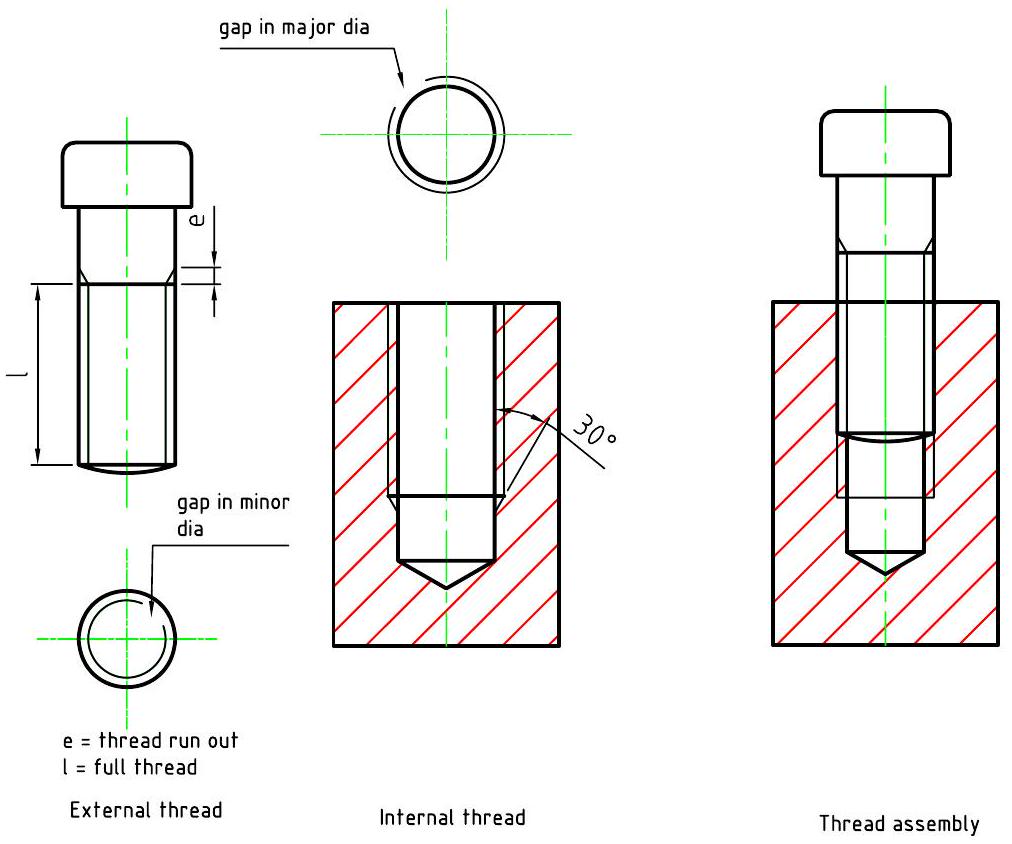 gap in major dia
e
l
30°
gap in minor
dia
e = thread run out
l = full thread
External thread
Internal thread
Thread assembly